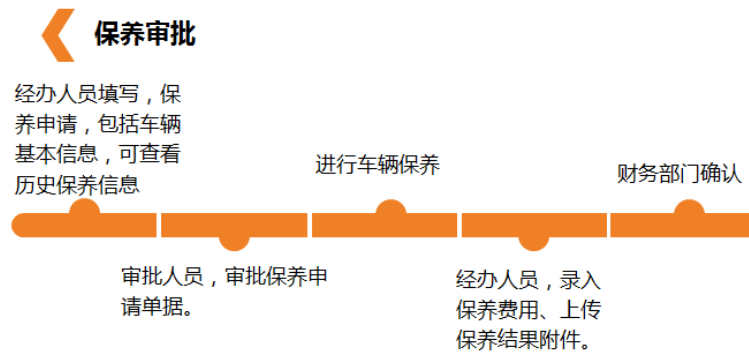 保养审批
经办人员填写，保
养申请，包括车辆
基本信息，可查看
历史保养信息
审批人员，审批保养申
请单据。
进行车辆保养
经办人员，录入
保养费用、上传
保养结果附件。
财务部门确认